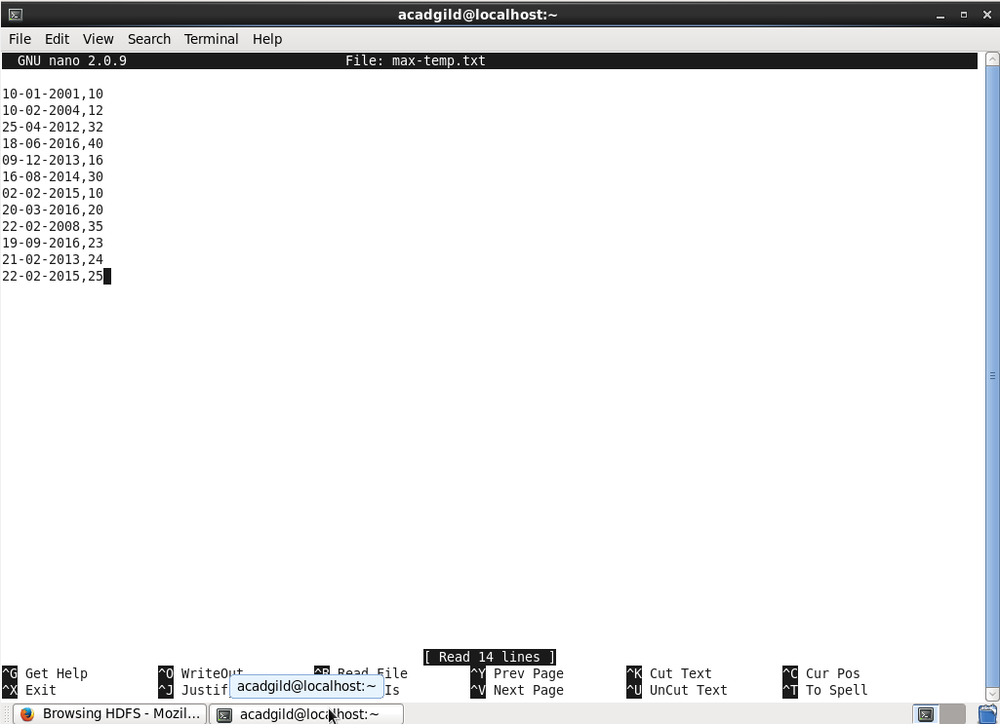 acadgild@localhost:~
File Edit View Search Terminal Help
GNU nano 2.0.9 File: max-temp.txt
10-01-2001,10
10-02-2004,12
25-04-2012,32
18-06-2016,40
09-12-2013,16
16-08-2014,30
02-02-2015,10
20-03-2016,20
22-02-2008,35
19-09-2016,23
21-02-2013,24
22-02-2015,25
[ Read 14 lines ]
^G Get Help ^O WriteOut ^R Read File ^Y Prev Page ^K Cut Text ^C Cur Pos
^X Exit ^J Justif Is ^V Next Page ^U UnCut Text ^T To Spell
acadgild@localhost:~
Browsing HDFS - Mozil... acadgild@localhost:~